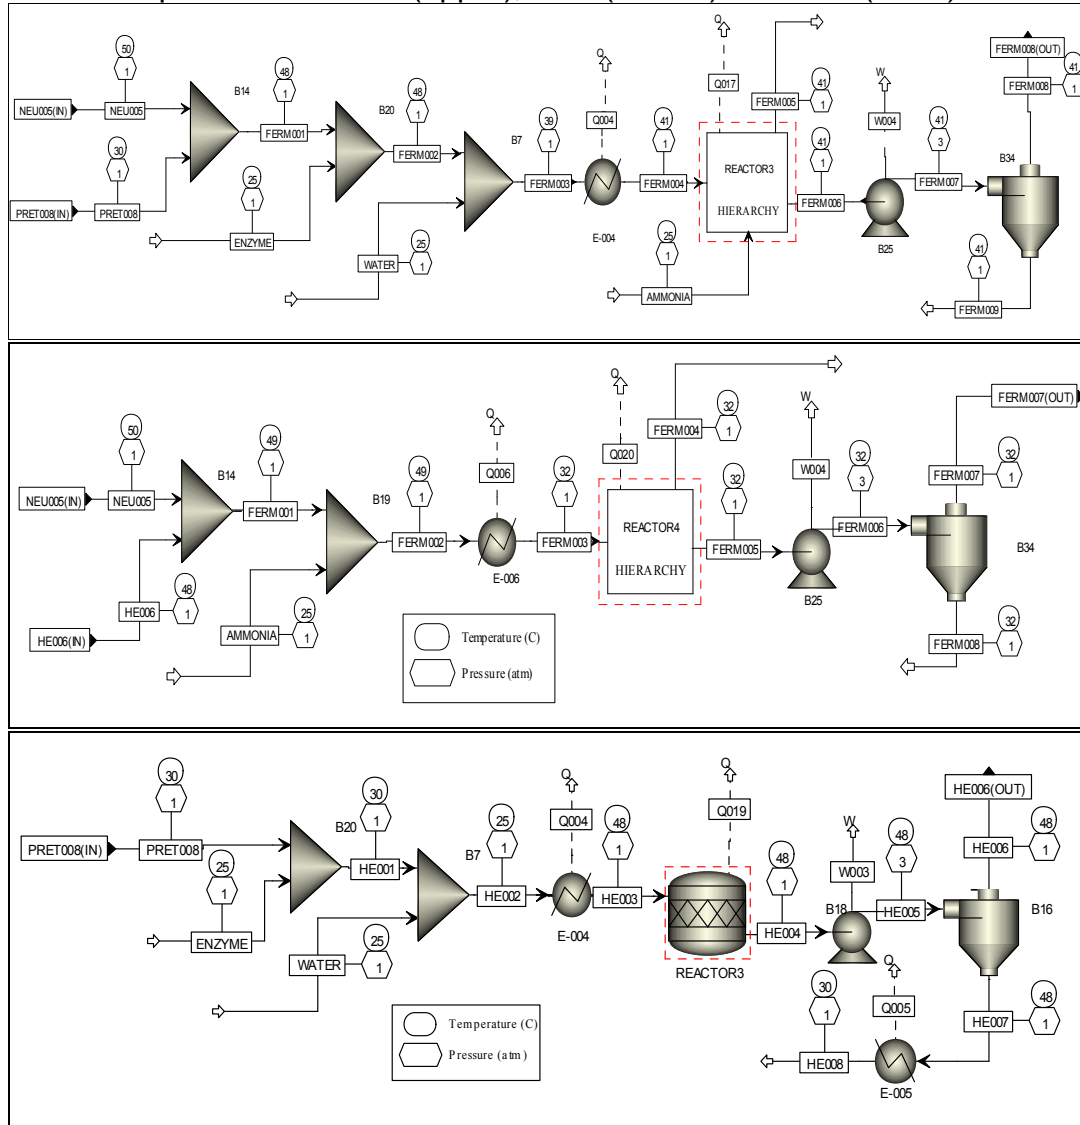 50
1
NEU005(IN)
NEU005
B14
48
1
FERM001
30
1
PRET008(IN)
PRET008
B20
48
1
FERM002
25
1
ENZYME
25
1
WATER
B7
39
1
FERM003
Q
Q004
E-004
41
1
FERM004
Q
Q017
REACTOR3
HIERARCHY
25
1
AMMONIA
41
1
FERM005
41
1
FERM006
W
W004
B25
41
3
FERM007
FERM008(OUT)
41
1
FERM008
B34
41
1
FERM009
50
1
NEU005(IN)
NEU005
B14
49
1
FERM001
48
1
HE006
HE006(IN)
B19
25
1
AMMONIA
49
1
FERM002
Q
Q006
E-006
32
1
FERM003
Q
Q020
REACTOR4
HIERARCHY
32
1
FERM004
32
1
FERM005
W
W004
B25
32
3
FERM006
FERM007(OUT)
32
1
FERM007
B34
32
1
FERM008
Temperature (C)
Pressure (atm)
30
1
PRET008(IN)
PRET008
25
1
ENZYME
B20
30
1
HE001
25
1
WATER
B7
25
1
HE002
Q
Q004
E-004
48
1
HE003
Q
Q019
REACTOR3
48
1
HE004
W
W003
B18
48
3
HE005
HE006(OUT)
48
1
HE006
B16
48
1
HE007
Q
Q005
E-005
30
1
HE008
Temperature (C)
Pressure (atm)